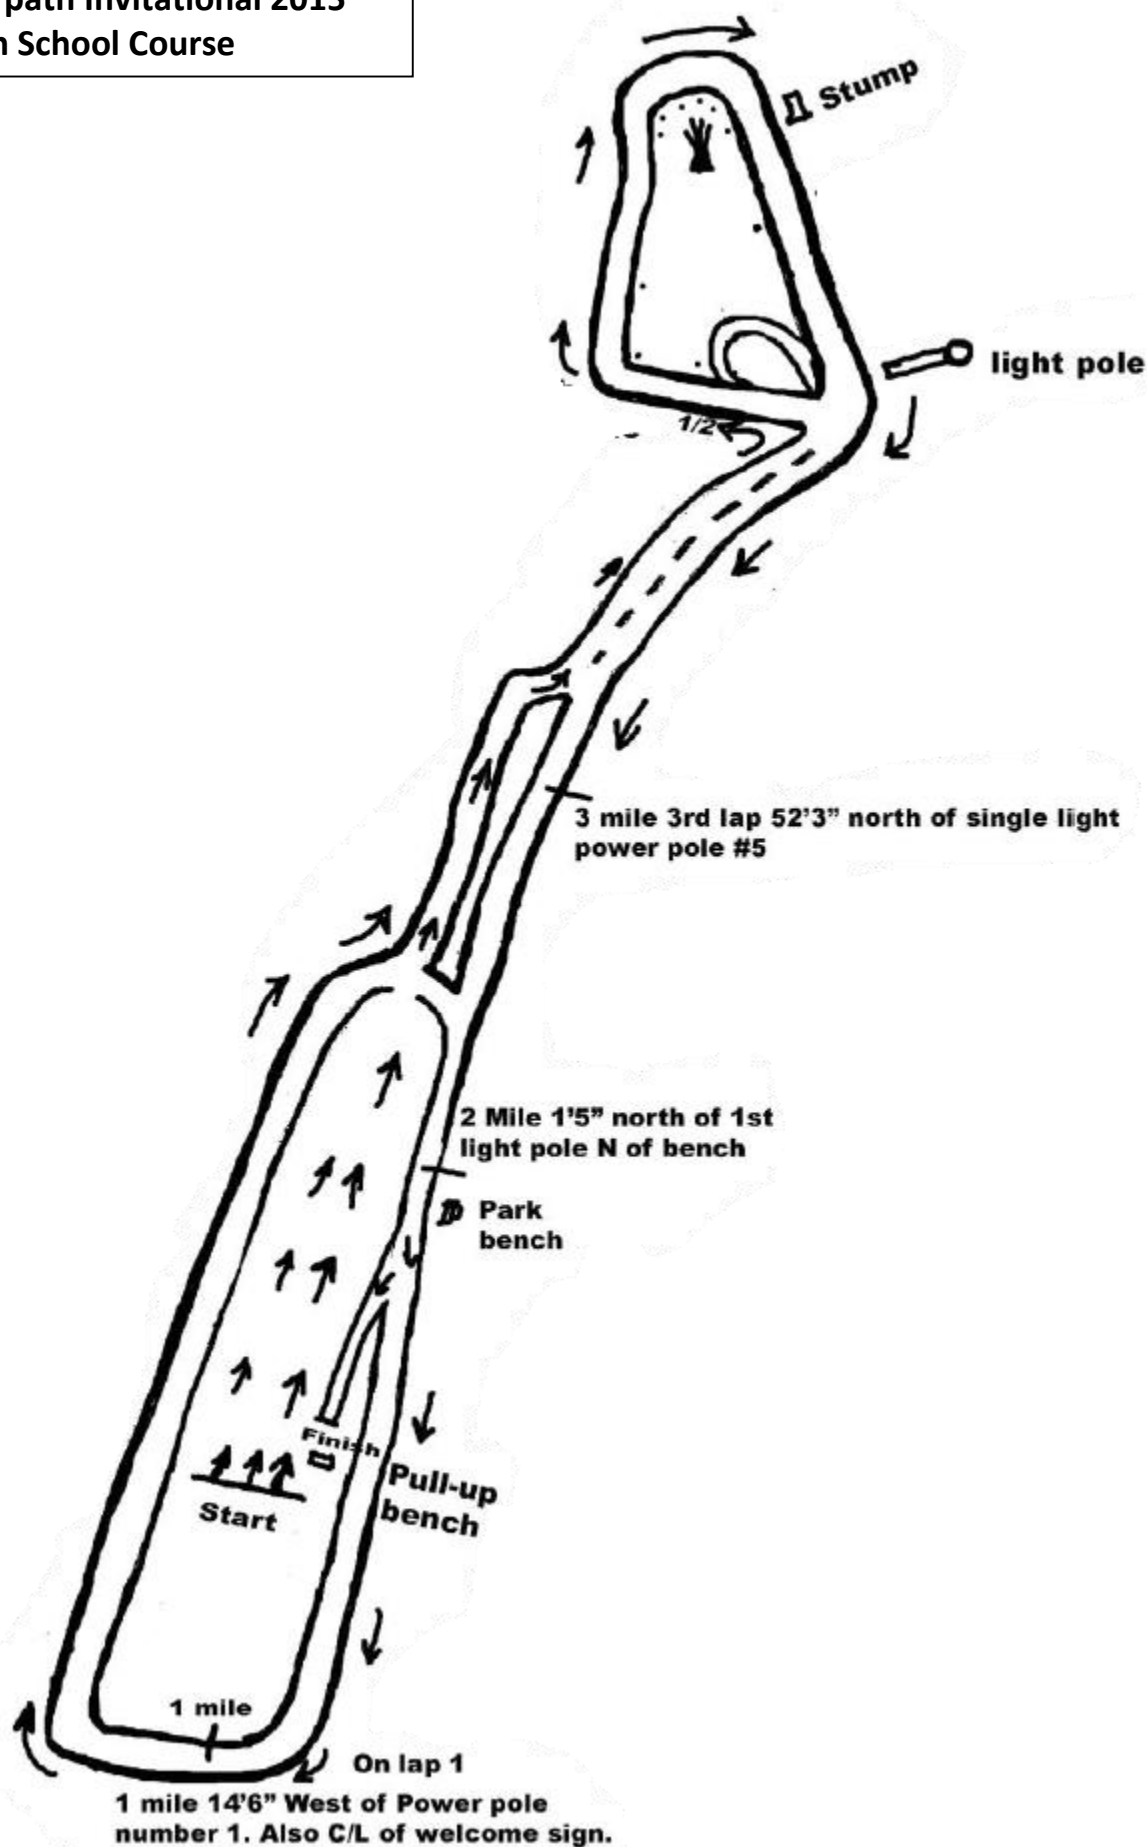 path Invitational 2015
School Course
Stump
light pole
1/2
3 mile 3rd lap 52'3” north of single light
power pole #5
2 Mile 1'5” north of 1st
light pole N of bench
Park
bench
Finish
Pull-up
bench
Start
1 mile
On lap 1
1 mile 14'6” West of Power pole
number 1. Also C/L of welcome sign.